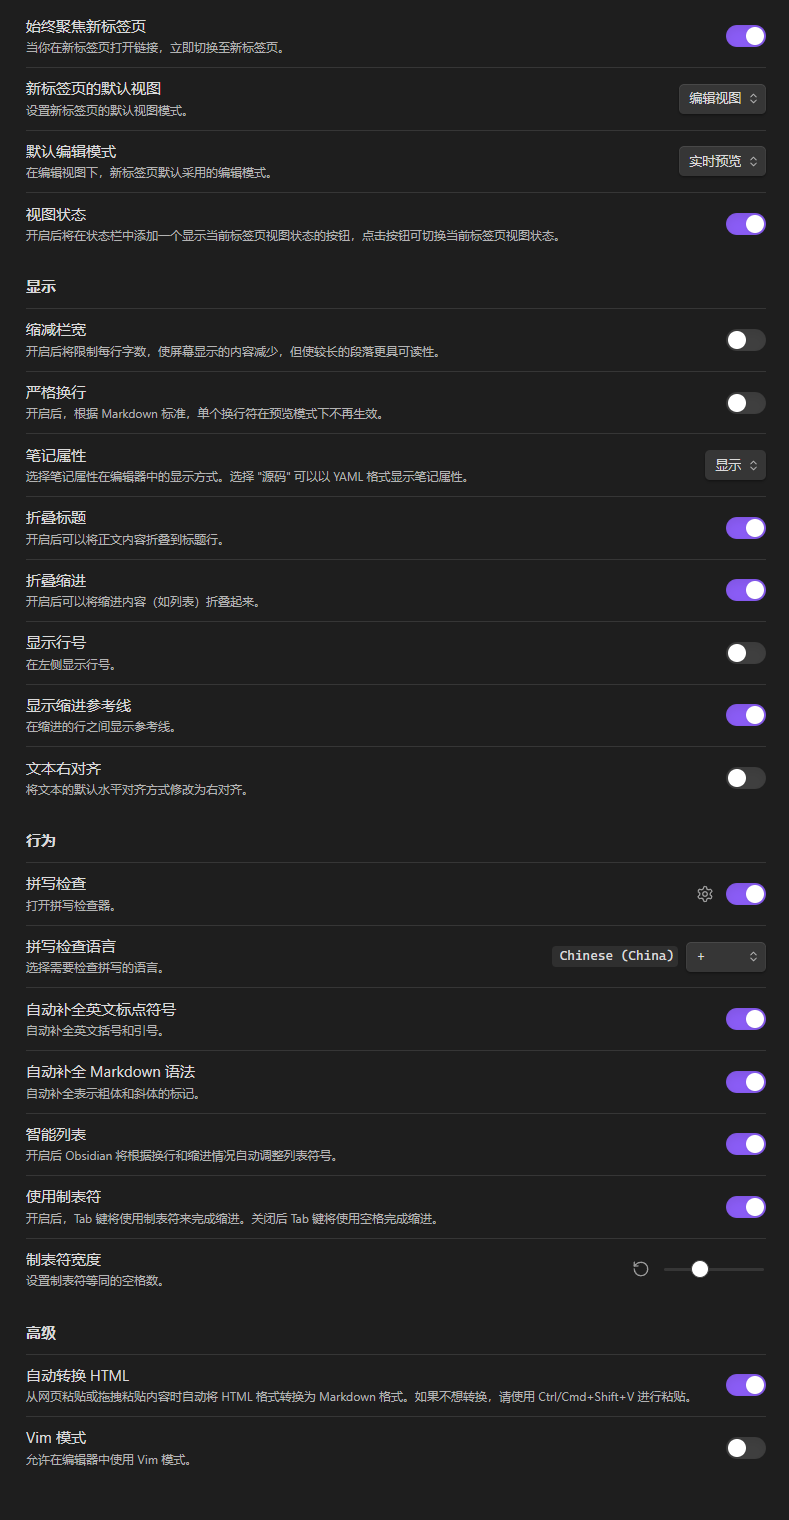 始终聚焦新标签页
当你在新标签页打开链接，立即切换至新标签页。
新标签页的默认视图
编辑视图
设置新标签页的默认视图模式。
默认编辑模式
实时预览
在编辑视图下，新标签页默认采用的编辑模式。
视图状态
开启后将在状态栏中添加一个显示当前标签页视图状态的按钮，点击按钮可切换当前标签页视图状态。
显示
缩减栏宽
开启后将限制每行字数，使屏幕显示的内容减少，但使较长的段落更具可读性。
严格换行
开启后，根据 Markdown 标准，单个换行符在预览模式下不再生效。
笔记属性
显示
选择笔记属性在编辑器中的显示方式。选择 "源码" 可以以 YAML 格式显示笔记属性。
折叠标题
开启后可以将正文内容折叠到标题行。
折叠缩进
开启后可以将缩进内容（如列表）折叠起来。
显示行号
在左侧显示行号。
显示缩进参考线
在缩进的行之间显示参考线。
文本右对齐
将文本的默认水平对齐方式修改为右对齐。
行为
拼写检查
打开拼写检查器。
拼写检查语言
Chinese (China) +
选择需要检查拼写的语言。
自动补全英文标点符号
自动补全英文括号和引号。
自动补全 Markdown 语法
自动补全表示粗体和斜体的标记。
智能列表
开启后 Obsidian 将根据换行和缩进情况自动调整列表符号。
使用制表符
开启后，Tab 键将使用制表符来完成缩进。关闭后 Tab 键将使用空格完成缩进。
制表符宽度
设置制表符等同的空格数。
高级
自动转换 HTML
从网页粘贴或拖拽粘贴内容时自动将 HTML 格式转换为 Markdown 格式。如果不想转换，请使用 Ctrl/Cmd+Shift+V 进行粘贴。
Vim 模式
允许在编辑器中使用 Vim 模式。